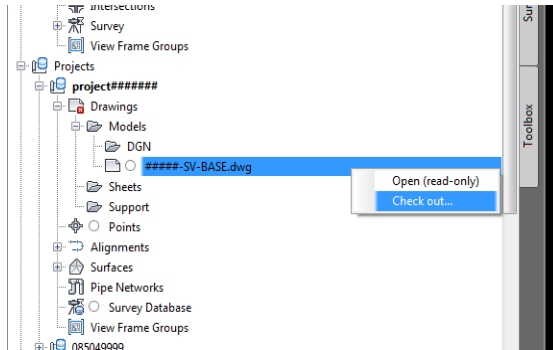 Intersections
Survey
View Frame Groups
Projects
project#######
Drawings
Models
DGN
#####-SV-BASE.dwg
Open (read-only)
Check out...
Sheets
Support
Points
Alignments
Surfaces
Pipe Networks
Survey Database
View Frame Groups
085049999
Sur
Toolbox